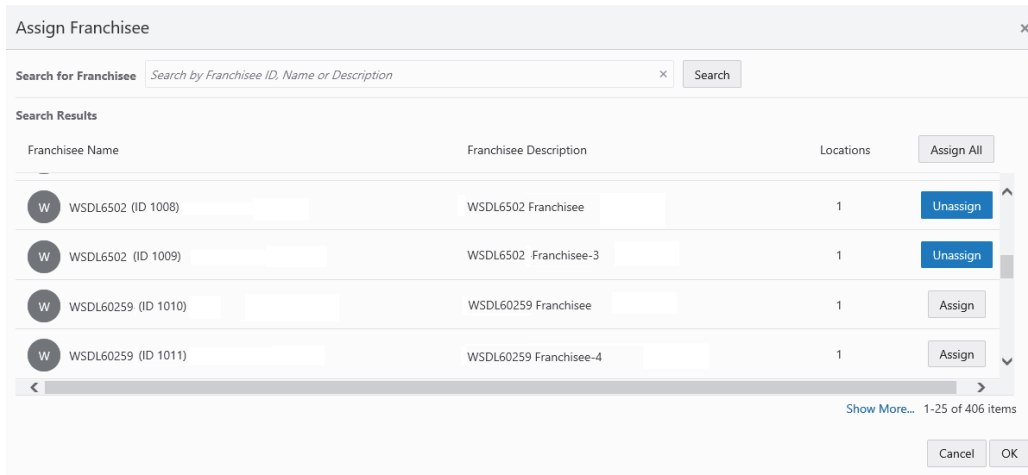 Assign Franchisee ×
Search for Franchisee Search by Franchisee ID, Name or Description × Search
Search Results
Franchisee Name Franchisee Description Locations Assign All
W WSDL6502 (ID 1008) WSDL6502 Franchisee 1 Unassign
W WSDL6502 (ID 1009) WSDL6502 Franchisee-3 1 Unassign
W WSDL60259 (ID 1010) WSDL60259 Franchisee 1 Assign
W WSDL60259 (ID 1011) WSDL60259 Franchisee-4 1 Assign
Show More... 1-25 of 406 items
Cancel OK